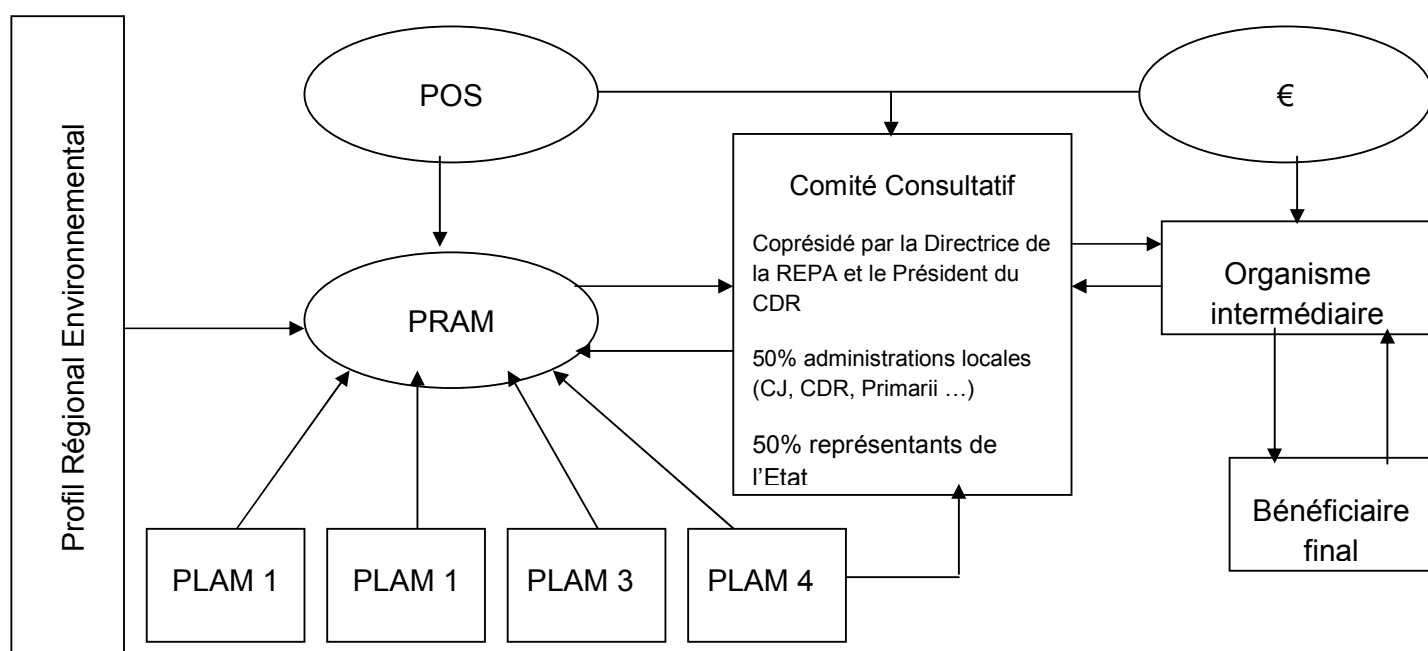 Profil Régional Environnemental
POS
€
Comité Consultatif
Coprésidé par la Directrice de
la REPA et le Président du
CDR
50% administrations locales
(CJ, CDR, Primarii …)
50% représentants de
l'Etat
Organisme
intermédiaire
PRAM
Bénéficiaire
final
PLAM 1
PLAM 1
PLAM 3
PLAM 4